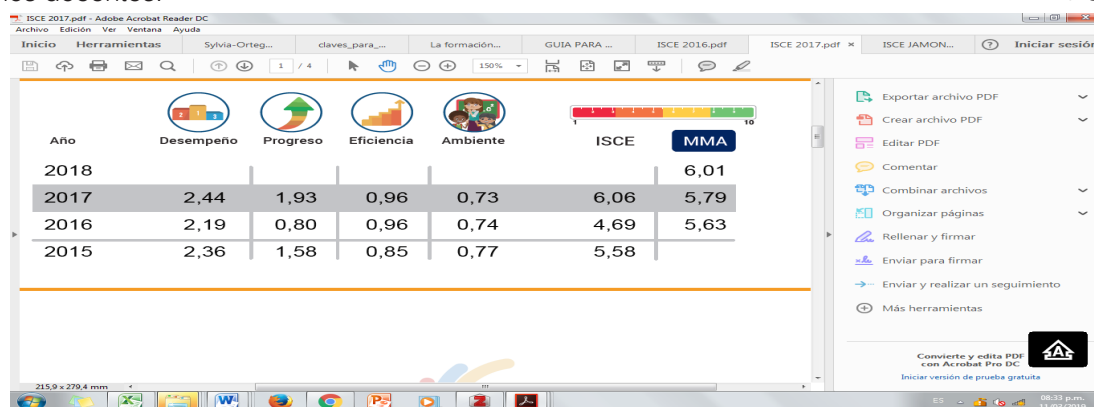 ISCE 2017.pdf - Adobe Acrobat Reader DC
Archivo Edición Ver Ventana Ayuda
Inicio Herramientas Sylvia-Orteg... claves_para_... La formación... GUIA PARA ... ISCE 2016.pdf ISCE 2017.pdf × ISCE JAMON... ? Iniciar sesión
1 / 4 150%
2 1 3
1 10
Año Desempeño Progreso Eficiencia Ambiente ISCE MMA
2018 6,01
2017 2,44 1,93 0,96 0,73 6,06 5,79
2016 2,19 0,80 0,96 0,74 4,69 5,63
2015 2,36 1,58 0,85 0,77 5,58
Exportar archivo PDF
Crear archivo PDF
Editar PDF
Comentar
Combinar archivos
Organizar páginas
Rellenar y firmar
Enviar para firmar
Enviar y realizar un seguimiento
Más herramientas
Convierte y edita PDF
con Acrobat Pro DC
Iniciar versión de prueba gratuita
215,9 x 279,4 mm
ES 08:33 p.m.
11/02/2019